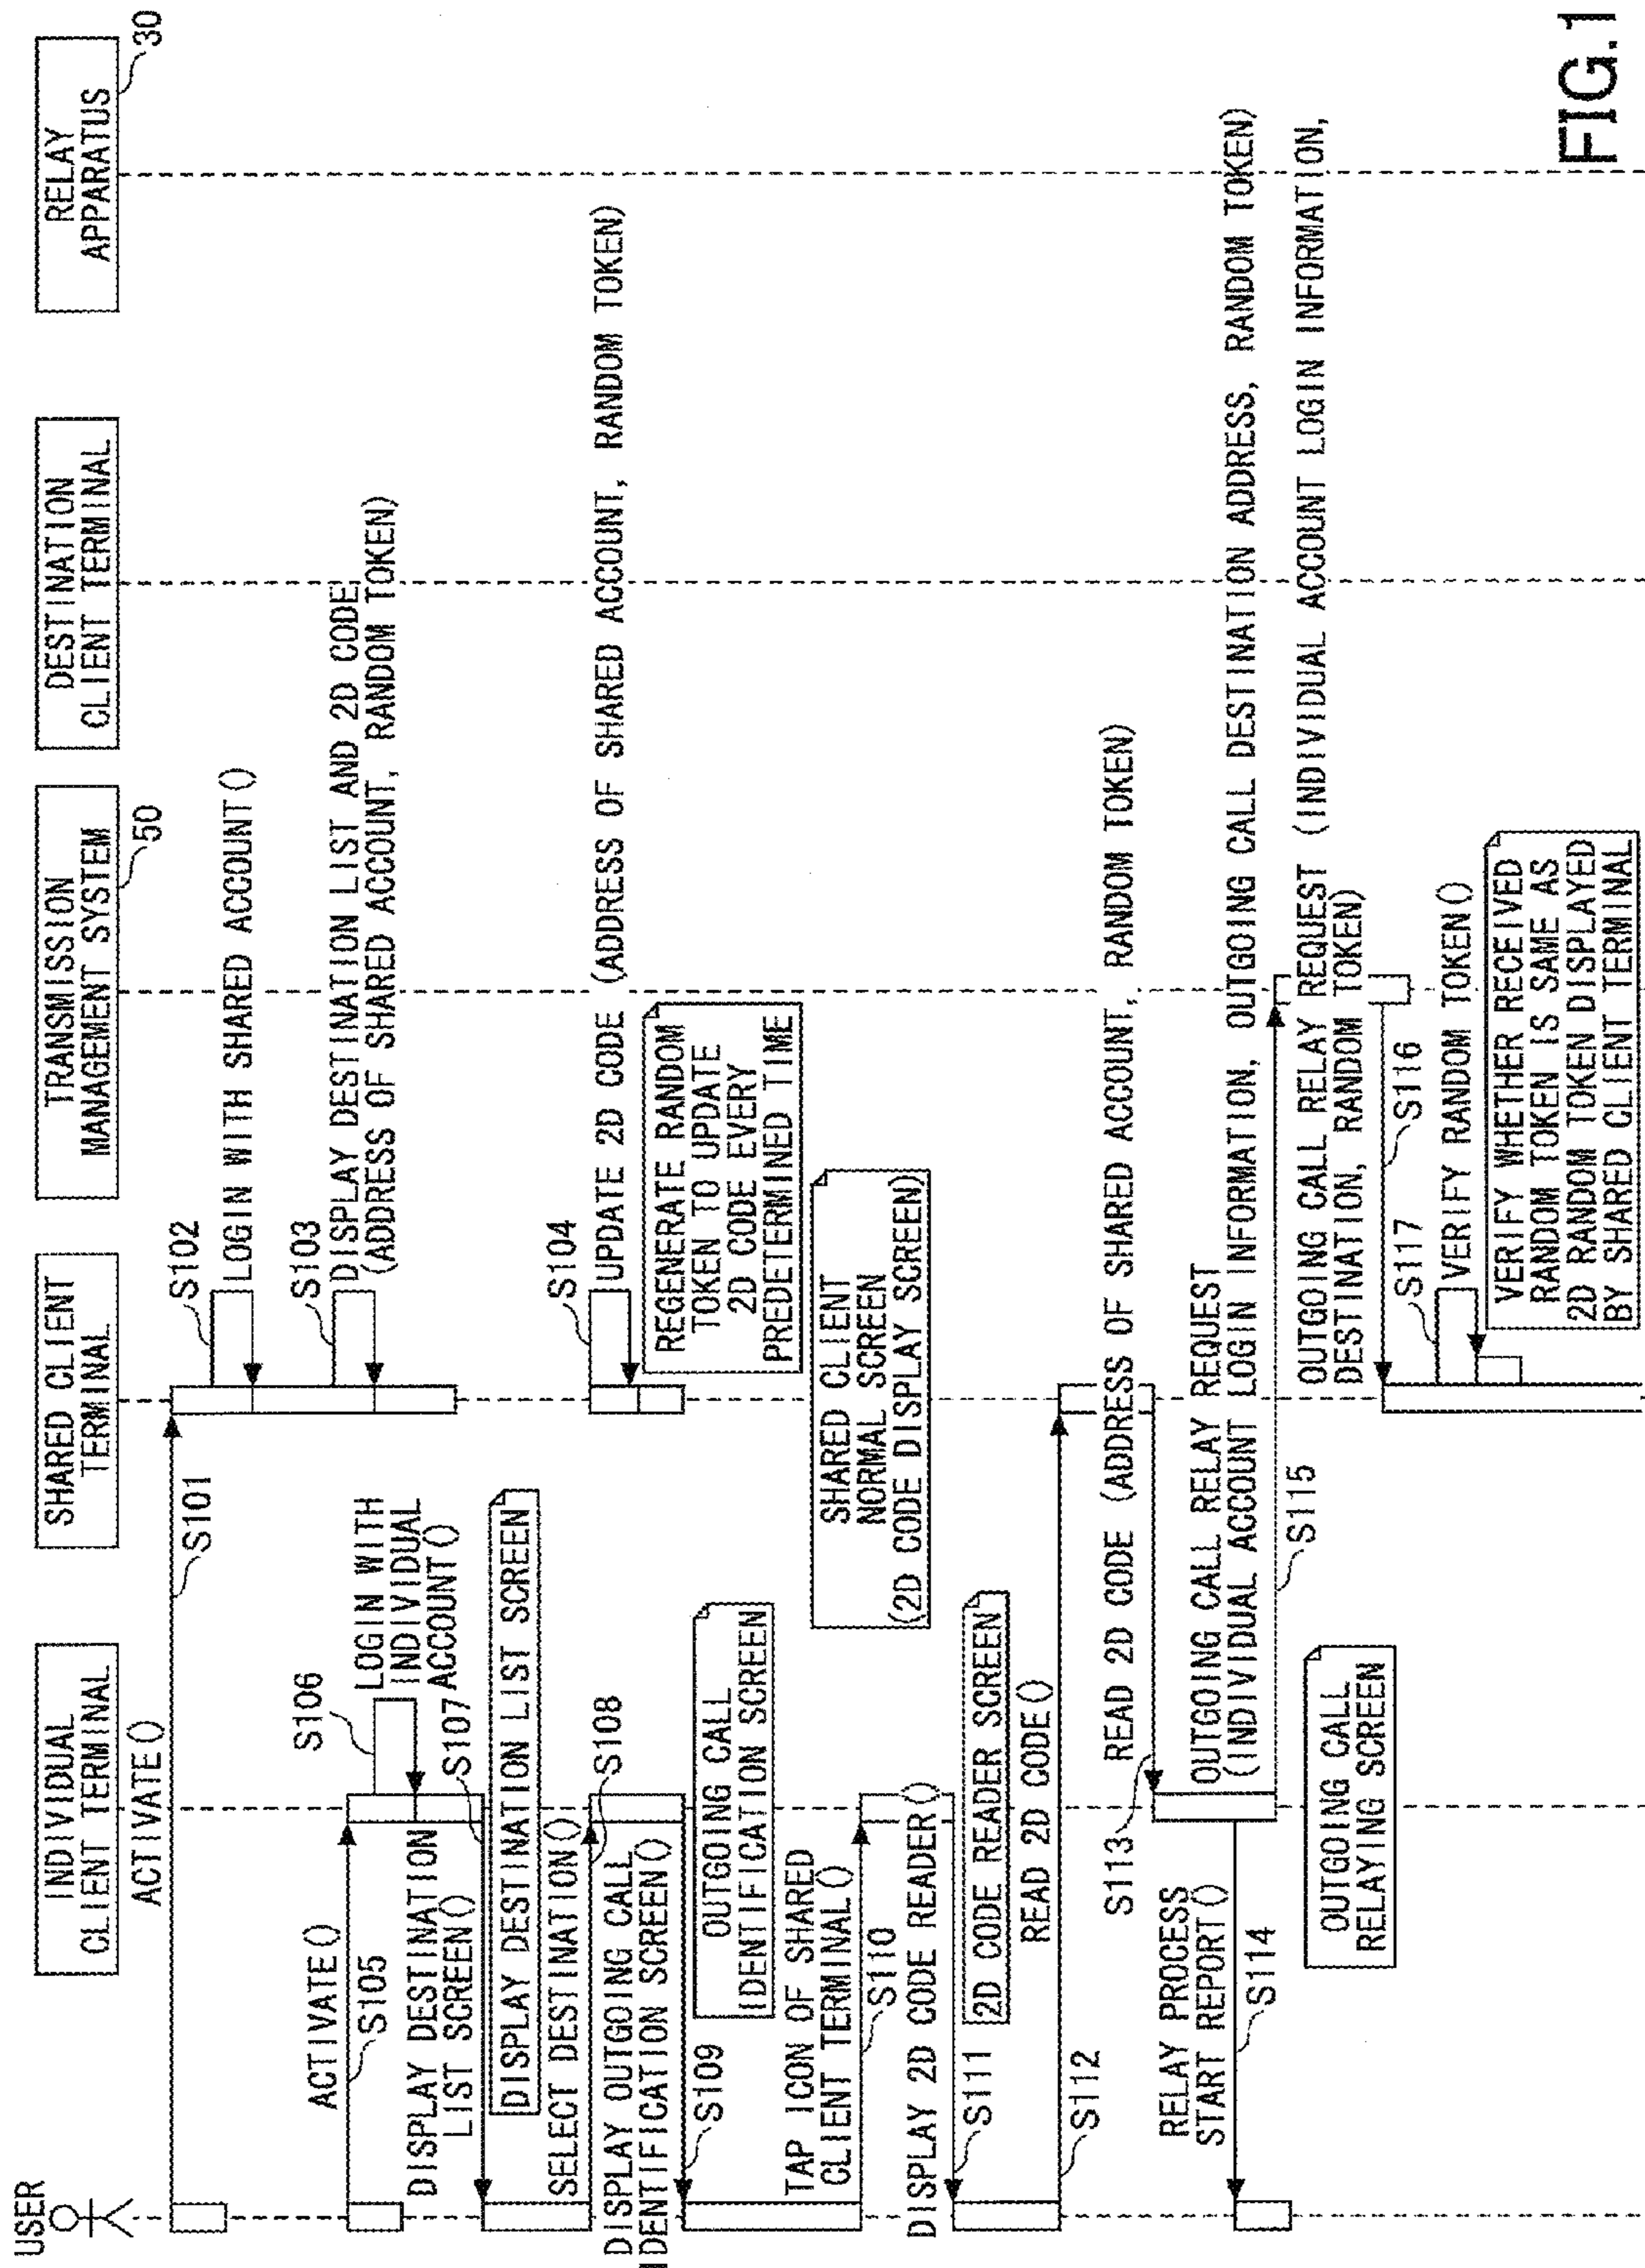 USER
INDIVIDUAL
CLIENT TERMINAL
SHARED CLIENT
TERMINAL
TRANSMISSION
MANAGEMENT SYSTEM
50
DESTINATION
CLIENT TERMINAL
RELAY
APPARATUS
30
ACTIVATE()
S101
S102
LOGIN WITH SHARED ACCOUNT()
S103
DISPLAY DESTINATION LIST AND 2D CODE
(ADDRESS OF SHARED ACCOUNT, RANDOM TOKEN)
ACTIVATE()
S105
S106
LOGIN WITH
INDIVIDUAL
ACCOUNT()
DISPLAY DESTINATION
LIST SCREEN()
S107
DISPLAY DESTINATION LIST SCREEN
SELECT DESTINATION()
S108
S104
UPDATE 2D CODE (ADDRESS OF SHARED ACCOUNT, RANDOM TOKEN)
REGENERATE RANDOM
TOKEN TO UPDATE
2D CODE EVERY
PREDETERMINED TIME
DISPLAY OUTGOING CALL
IDENTIFICATION SCREEN()
S109
OUTGOING CALL
IDENTIFICATION SCREEN
SHARED CLIENT
NORMAL SCREEN
(2D CODE DISPLAY SCREEN)
TAP ICON OF SHARED
CLIENT TERMINAL()
S110
DISPLAY 2D CODE READER()
S111
2D CODE READER SCREEN
READ 2D CODE()
S112
S113
READ 2D CODE (ADDRESS OF SHARED ACCOUNT, RANDOM TOKEN)
RELAY PROCESS
START REPORT()
S114
OUTGOING CALL RELAY REQUEST
(INDIVIDUAL ACCOUNT LOGIN INFORMATION, OUTGOING CALL DESTINATION ADDRESS, RANDOM TOKEN)
S115
OUTGOING CALL
RELAYING SCREEN
OUTGOING CALL RELAY REQUEST (INDIVIDUAL ACCOUNT LOGIN INFORMATION,
DESTINATION, RANDOM TOKEN)
S116
S117
VERIFY RANDOM TOKEN()
VERIFY WHETHER RECEIVED
RANDOM TOKEN IS SAME AS
2D RANDOM TOKEN DISPLAYED
BY SHARED CLIENT TERMINAL
FIG.1